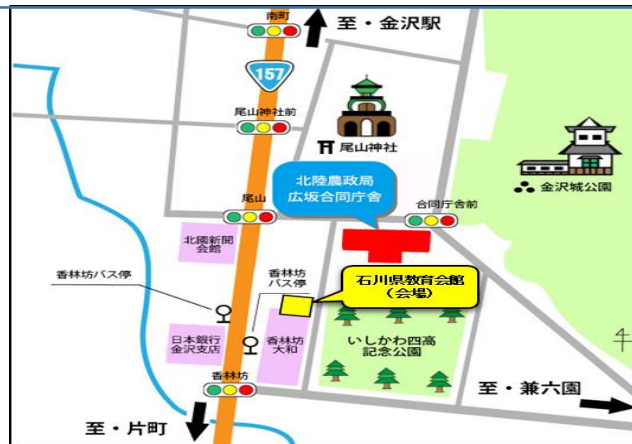 南町
至・金沢駅
157
尾山神社前
尾山神社
金沢城公園
北陸農政局
広坂合同庁舎
尾山
合同庁舎前
北國新聞
会館
香林坊バス停
香林坊
バス停
石川県教育会館
(会場)
日本銀行
金沢支店
香林坊
大和
いしかわ四高
記念公園
香林坊
至・兼六園
至・片町